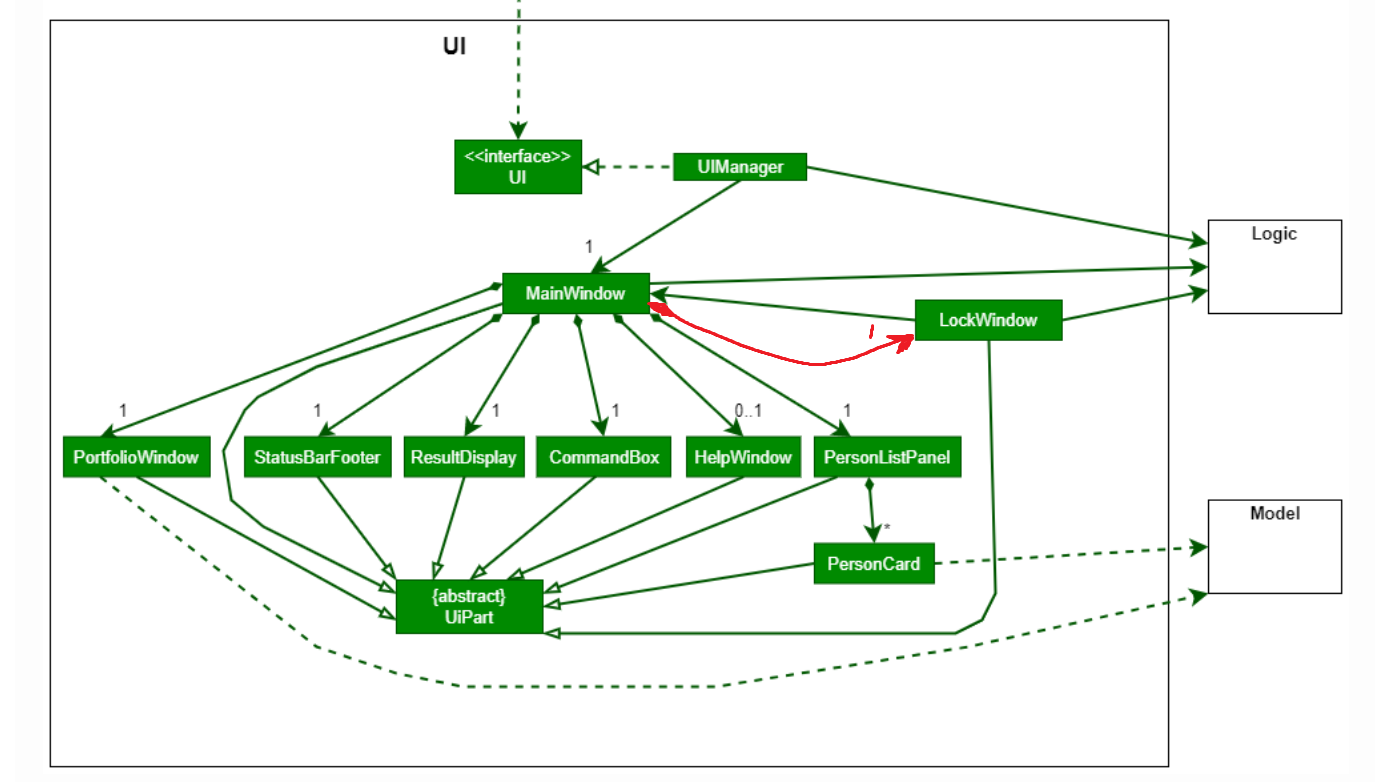 UI
<<interface>>
UI
UIManager
Logic
1
MainWindow
LockWindow
1
1
1
1
1
0..1
1
PortfolioWindow
StatusBarFooter
ResultDisplay
CommandBox
HelpWindow
PersonListPanel
*
Model
PersonCard
{abstract}
UiPart